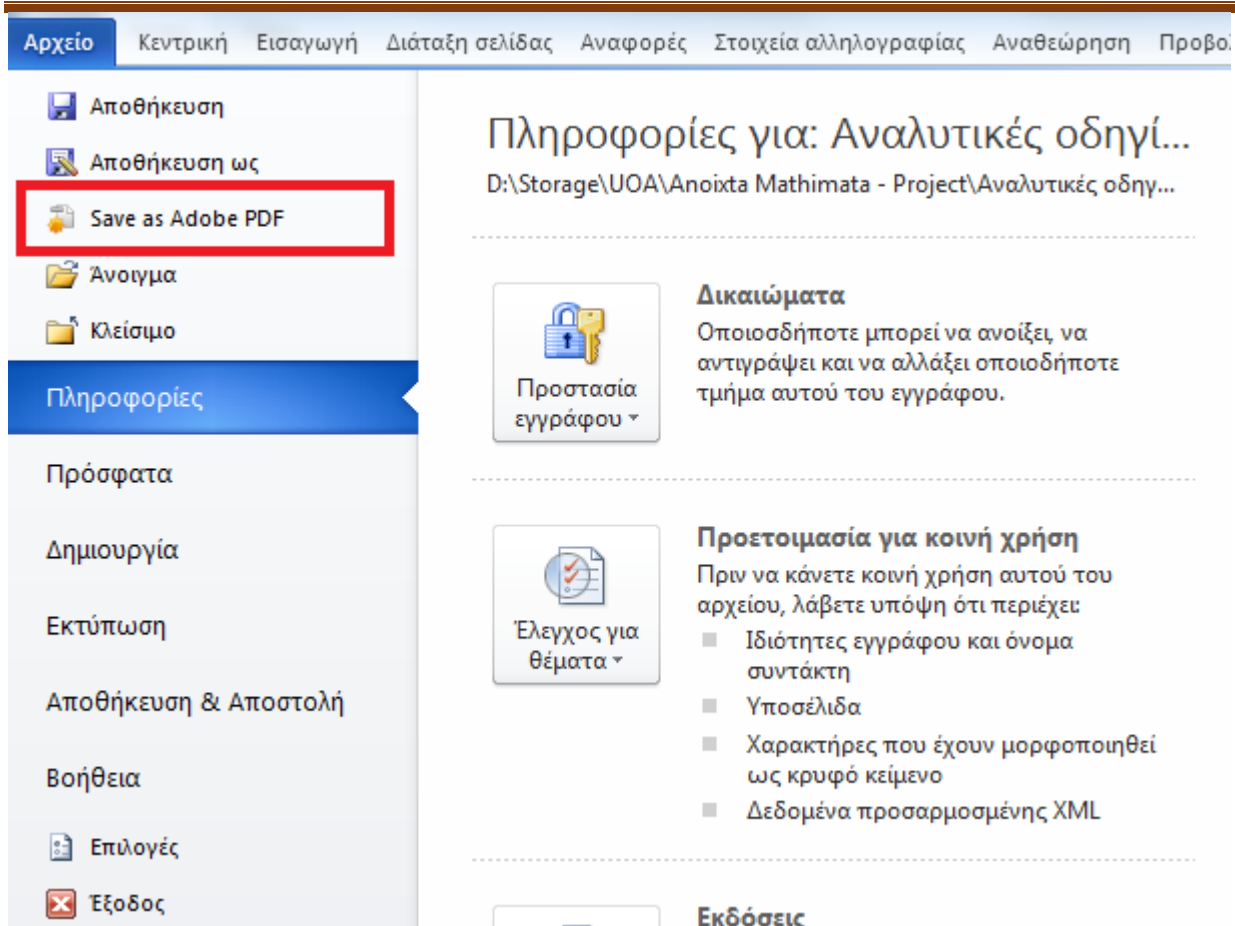 Αρχείο Κεντρική Εισαγωγή Διάταξη σελίδας Αναφορές Στοιχεία αλληλογραφίας Αναθεώρηση Προβο
Αποθήκευση
Αποθήκευση ως
Save as Adobe PDF
Άνοιγμα
Κλείσιμο
Πληροφορίες
Πρόσφατα
Δημιουργία
Εκτύπωση
Αποθήκευση & Αποστολή
Βοήθεια
Επιλογές
Έξοδος
Πληροφορίες για: Αναλυτικές οδηγί...
D:\Storage\UOA\Anoixta Mathimata - Project\Αναλυτικές οδηγ...
Προστασία
εγγράφου
Δικαιώματα
Οποιοσδήποτε μπορεί να ανοίξει, να
αντιγράψει και να αλλάξει οποιοδήποτε
τμήμα αυτού του εγγράφου.
Έλεγχος για
θέματα
Προετοιμασία για κοινή χρήση
Πριν να κάνετε κοινή χρήση αυτού του
αρχείου, λάβετε υπόψη ότι περιέχει:
Ιδιότητες εγγράφου και όνομα
συντάκτη
Υποσέλιδα
Χαρακτήρες που έχουν μορφοποιηθεί
ως κρυφό κείμενο
Δεδομένα προσαρμοσμένης XML
Εκδόσεις